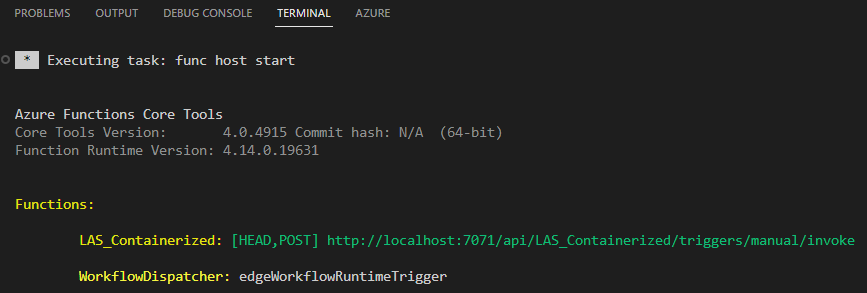 PROBLEMS OUTPUT DEBUG CONSOLE TERMINAL AZURE
* Executing task: func host start
Azure Functions Core Tools
Core Tools Version: 4.0.4915 Commit hash: N/A (64-bit)
Function Runtime Version: 4.14.0.19631
Functions:
LAS_Containerized: [HEAD,POST] http://localhost:7071/api/LAS_Containerized/triggers/manual/invoke
WorkflowDispatcher: edgeWorkflowRuntimeTrigger